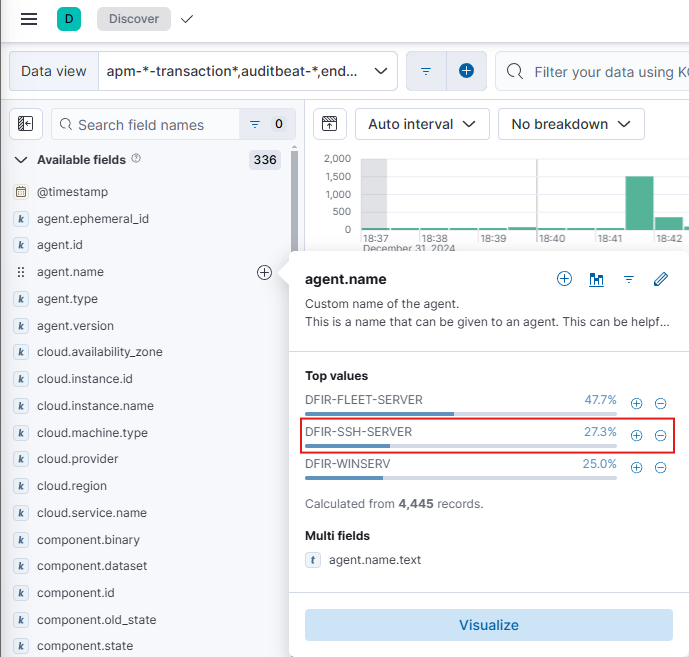 D
Discover
Data view
apm-*-transaction*,auditbeat-*,end...
Filter your data using K
Search field names
0
Auto interval
No breakdown
Available fields
336
@timestamp
agent.ephemeral_id
agent.id
agent.name
agent.type
agent.version
cloud.availability_zone
cloud.instance.id
cloud.instance.name
cloud.machine.type
cloud.provider
cloud.region
cloud.service.name
component.binary
component.dataset
component.id
component.old_state
component.state
2,000
1,500
1,000
500
0
18:37
18:38
18:39
18:40
18:41
18:42
December 31, 2024
agent.name
Custom name of the agent.
This is a name that can be given to an agent. This can be helpf...
Top values
DFIR-FLEET-SERVER 47.7%
DFIR-SSH-SERVER 27.3%
DFIR-WINSERV 25.0%
Calculated from 4,445 records.
Multi fields
t agent.name.text
Visualize